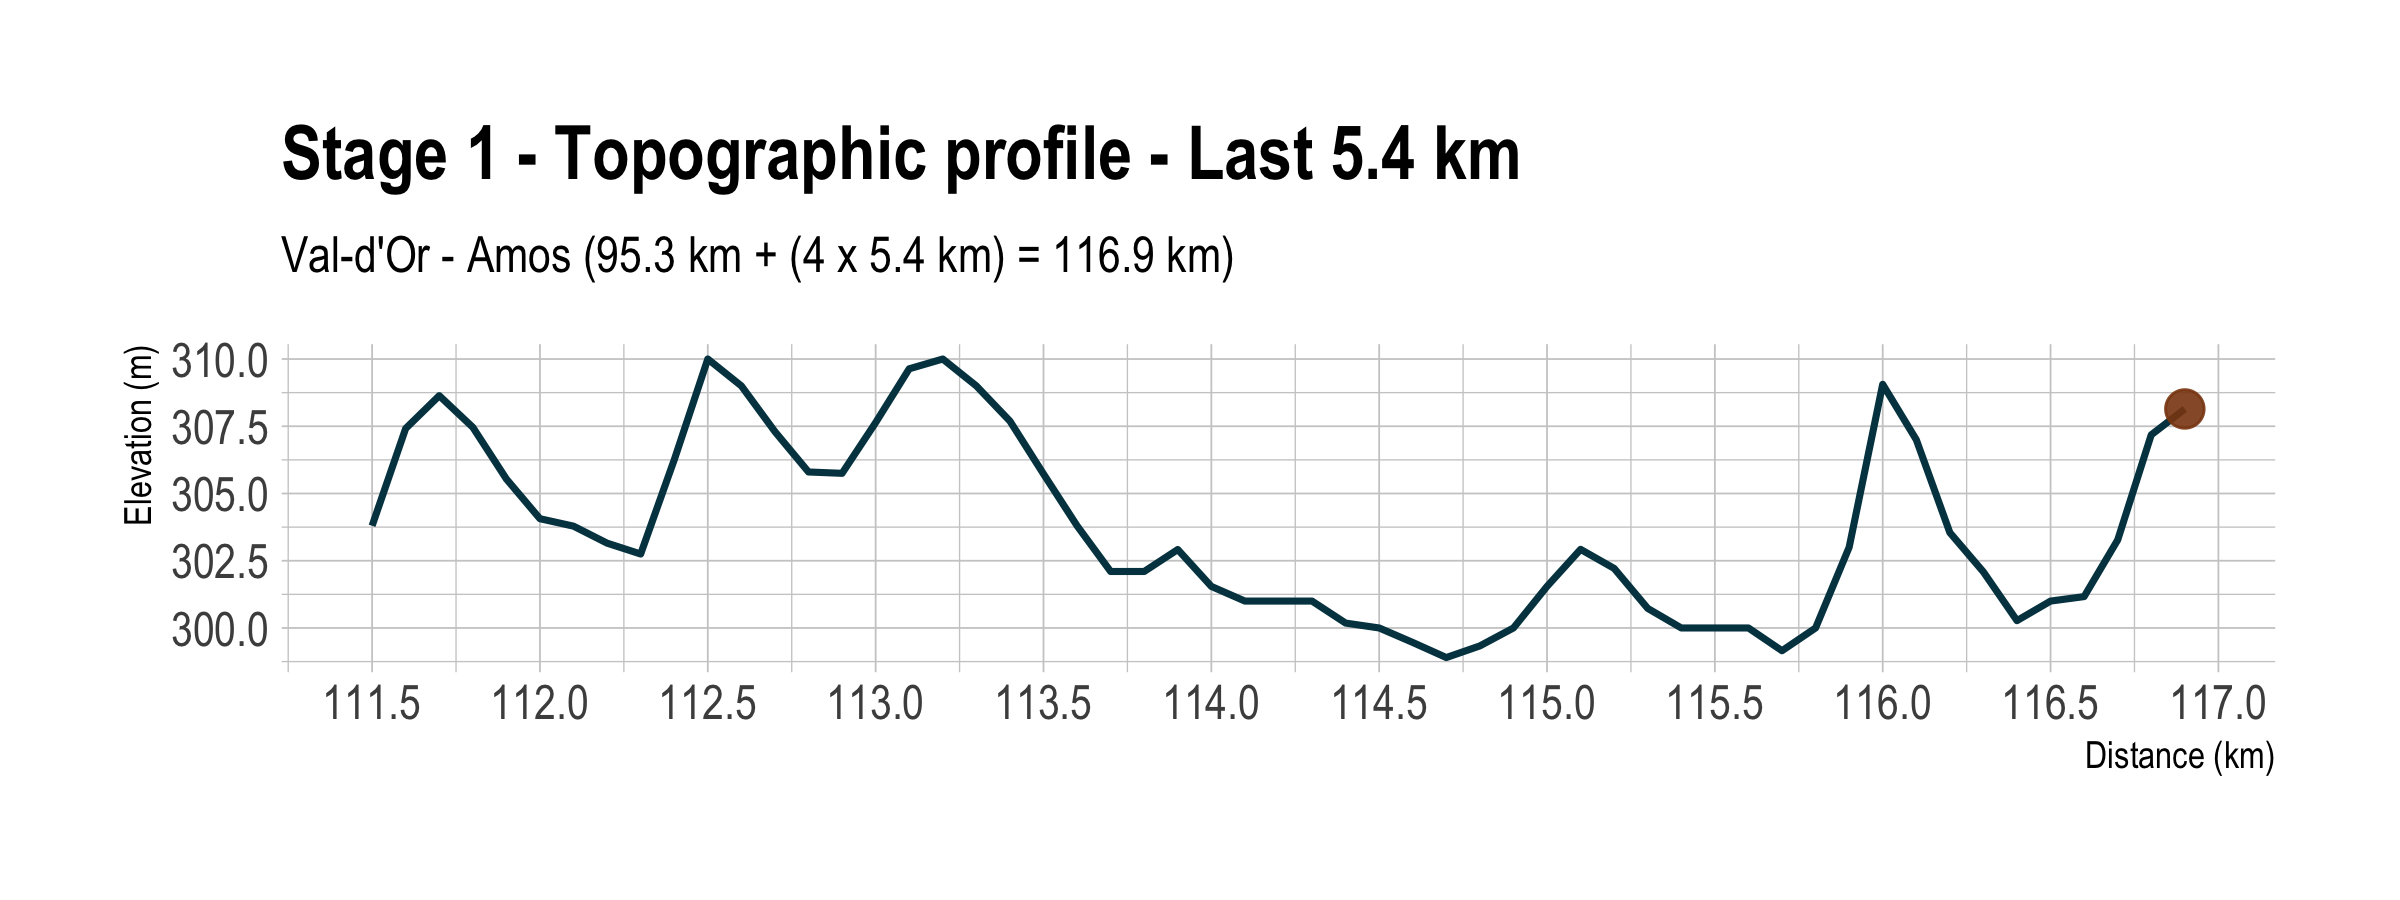 Stage 1 - Topographic profile - Last 5.4 km
Val-d'Or - Amos (95.3 km + (4 x 5.4 km) = 116.9 km)
Elevation (m)
310.0
307.5
305.0
302.5
300.0
111.5 112.0 112.5 113.0 113.5 114.0 114.5 115.0 115.5 116.0 116.5 117.0
Distance (km)